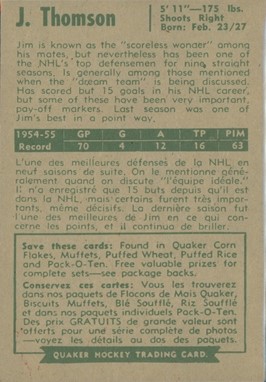 J. Thomson
5' 11"—175 lbs.
Shoots Right
Born: Feb. 23/27
Jim is known as the "scoreless wonder" among
his mates, but nevertheless has been one of
the NHL's top defensemen for nine straight
seasons. Is generally among those mentioned
when the "dream team" is being discussed.
Has scored but 15 goals in his NHL career,
but some of these have been very important,
pay-off markers. Last season was one of
Jim's best in a point way.
1954-55 GP G A TP PIM
Record 70 4 12 16 63
L'une des meilleures défenses de la NHL en
neuf saisons de suite. On le mentionne géné-
ralement quand on discute "l'équipe idéale."
Il n'a enregistré que 15 buts depuis qu'il est
dans la NHL, mais certains furent très impor-
tants, même décisifs. La dernière saison fut
l'une des meilleures de Jim en ce qui con-
cerne les points, et il continua de briller.
Save these cards: Found in Quaker Corn
Flakes, Muffets, Puffed Wheat, Puffed Rice
and Pack-O-Ten. Free valuable prizes for
complete sets—see package backs.
Conservez ces cartes: Vous les trouverez
dans nos paquets de Flocons de Maïs Quaker,
Biscuits Muffets, Blé Soufflé, Riz Soufflé
et dans nos paquets individuels Pack-O-Ten.
Des prix GRATUITS de grande valeur sont
offerts pour une série complète de photos
—voyez les détails au dos des paquets.
QUAKER HOCKEY TRADING CARD.